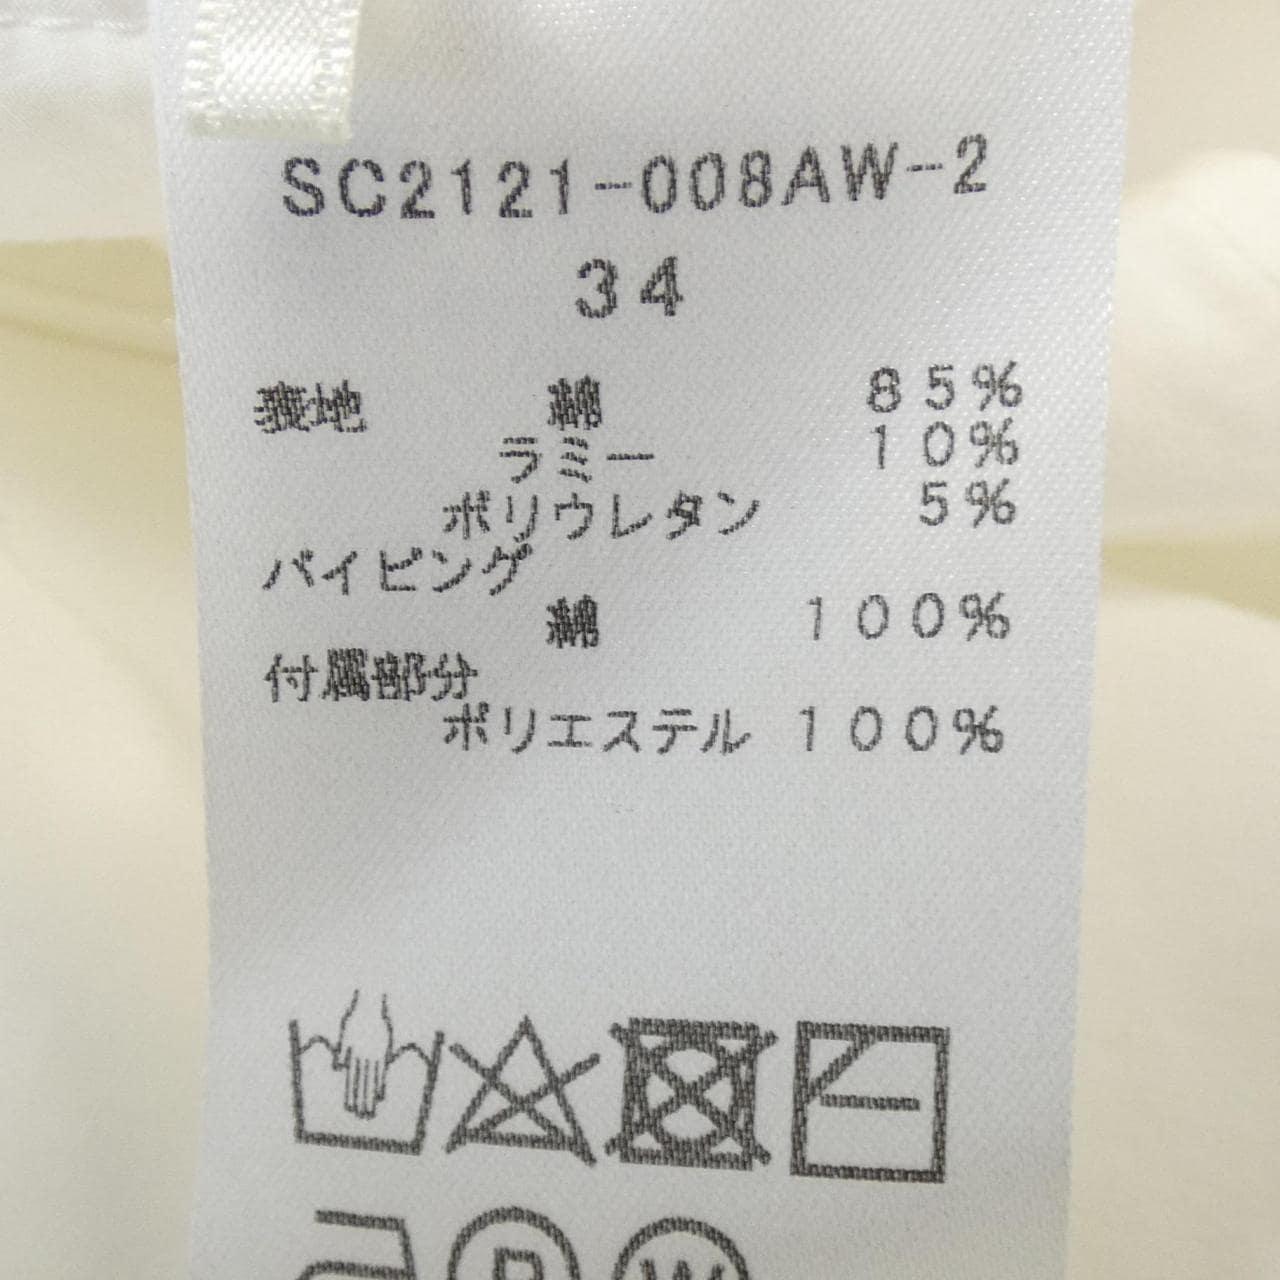 SC2121-008AW-2
34
表地 綿 85%
ラミー 10%
ポリウレタン 5%
パイピング
綿 100%
付属部分
ポリエステル 100%
P W